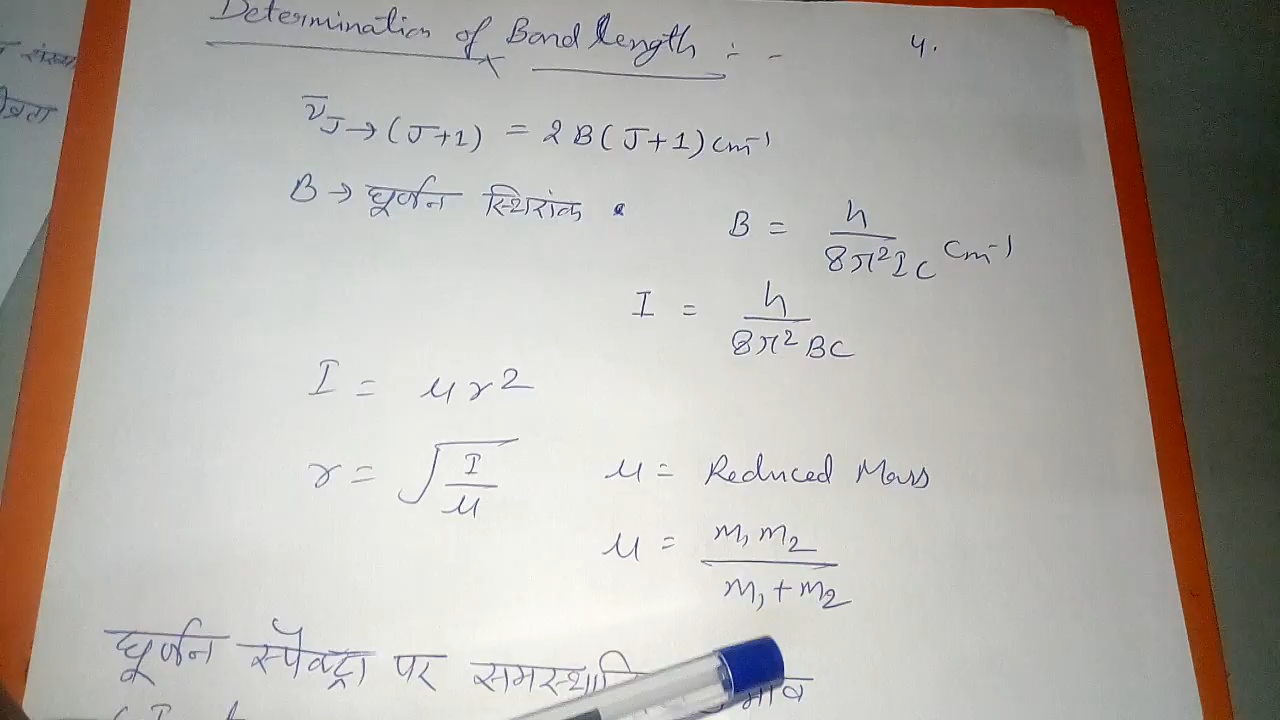 संख्या
Determination of Bond length :-
4.
ν̅J→(J+1) = 2B(J+1)cm⁻¹
B → घूर्णन स्थिरांक
B = h / 8π²IC cm⁻¹
I = h / 8π²BC
I = μr²
r = √(I / μ)
μ = Reduced Mass
μ = m₁m₂ / m₁+m₂
घूर्णन स्पैक्ट्रा पर